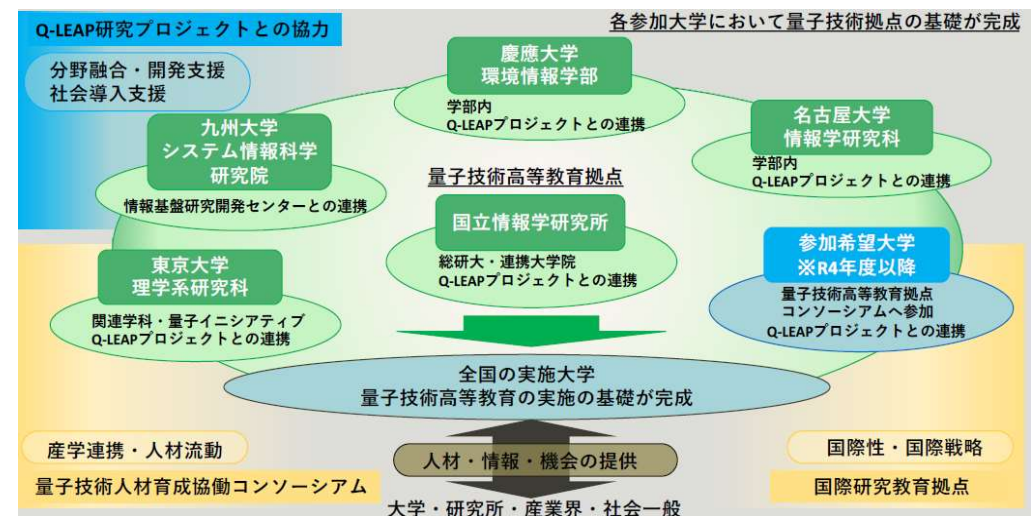 Q-LEAP研究プロジェクトとの協力
各参加大学において量子技術拠点の基礎が完成
分野融合・開発支援
社会導入支援
慶應大学
環境情報学部
学部内
Q-LEAPプロジェクトとの連携
九州大学
システム情報科学
研究院
情報基盤研究開発センターとの連携
名古屋大学
情報学研究科
学部内
Q-LEAPプロジェクトとの連携
量子技術高等教育拠点
国立情報学研究所
総研大・連携大学院
Q-LEAPプロジェクトとの連携
東京大学
理学系研究科
関連学科・量子イニシアティブ
Q-LEAPプロジェクトとの連携
参加希望大学
※R4年度以降
量子技術高等教育拠点
コンソーシアムへ参加
Q-LEAPプロジェクトとの連携
全国の実施大学
量子技術高等教育の実施の基礎が完成
産学連携・人材流動
量子技術人材育成協働コンソーシアム
人材・情報・機会の提供
大学・研究所・産業界・社会一般
国際性・国際戦略
国際研究教育拠点